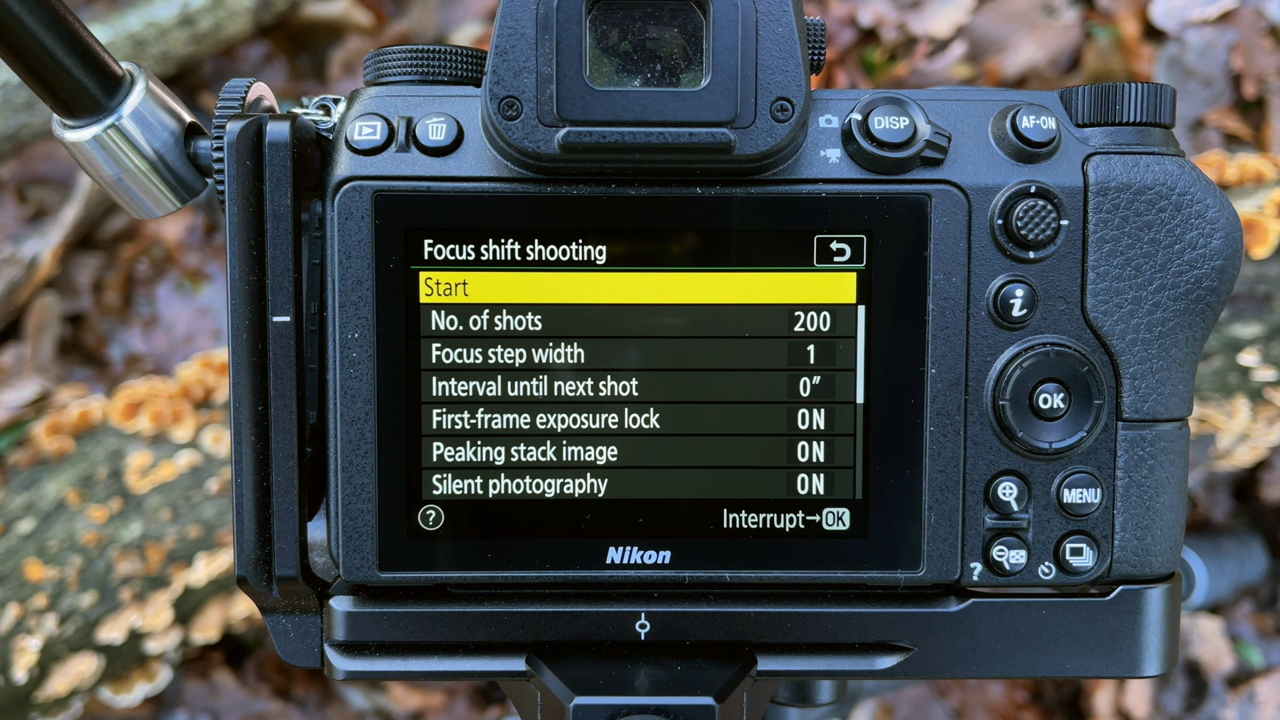 DISP
AF-ON
Focus shift shooting
Start
No. of shots 200
Focus step width 1
Interval until next shot 0″
First-frame exposure lock ON
Peaking stack image ON
Silent photography ON
? Interrupt→OK
Nikon
i
OK
MENU
?